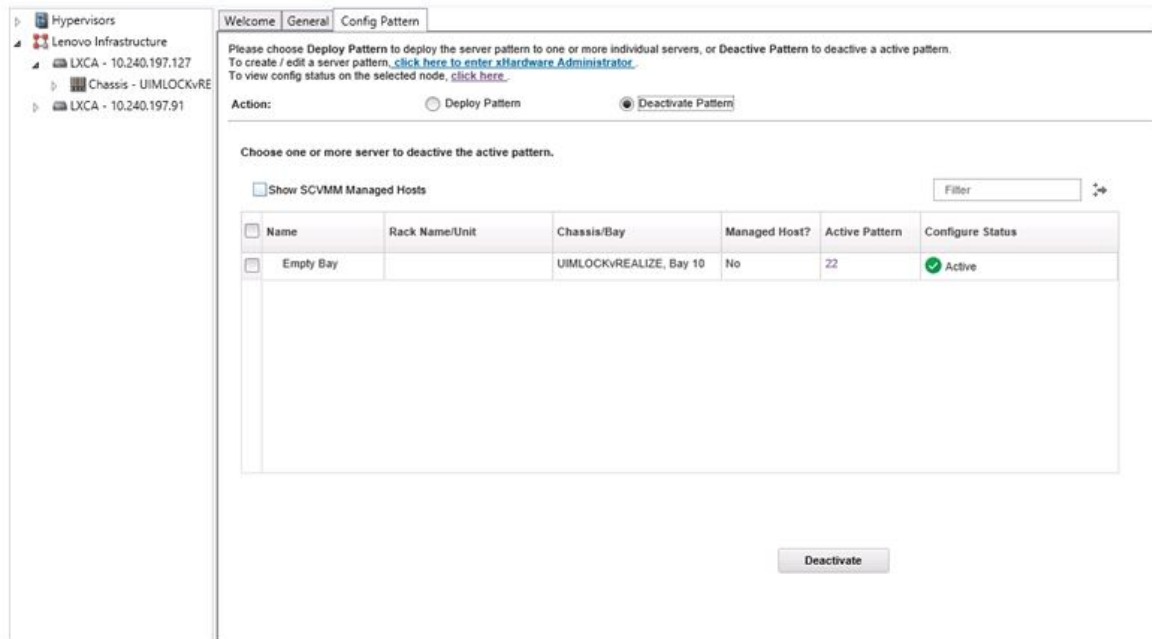 Hypervisors
Lenovo Infrastructure
LXCA - 10.240.197.127
Chassis - UIMLOCKvRE
LXCA - 10.240.197.91
Welcome General Config Pattern
Please choose Deploy Pattern to deploy the server pattern to one or more individual servers, or Deactive Pattern to deactive a active pattern.
To create / edit a server pattern, click here to enter xHardware Administrator .
To view config status on the selected node, click here .
Action: Deploy Pattern Deactivate Pattern
Choose one or more server to deactive the active pattern.
Show SCVMM Managed Hosts Filter
Name Rack Name/Unit Chassis/Bay Managed Host? Active Pattern Configure Status
Empty Bay UIMLOCKvREALIZE, Bay 10 No 22 Active
Deactivate